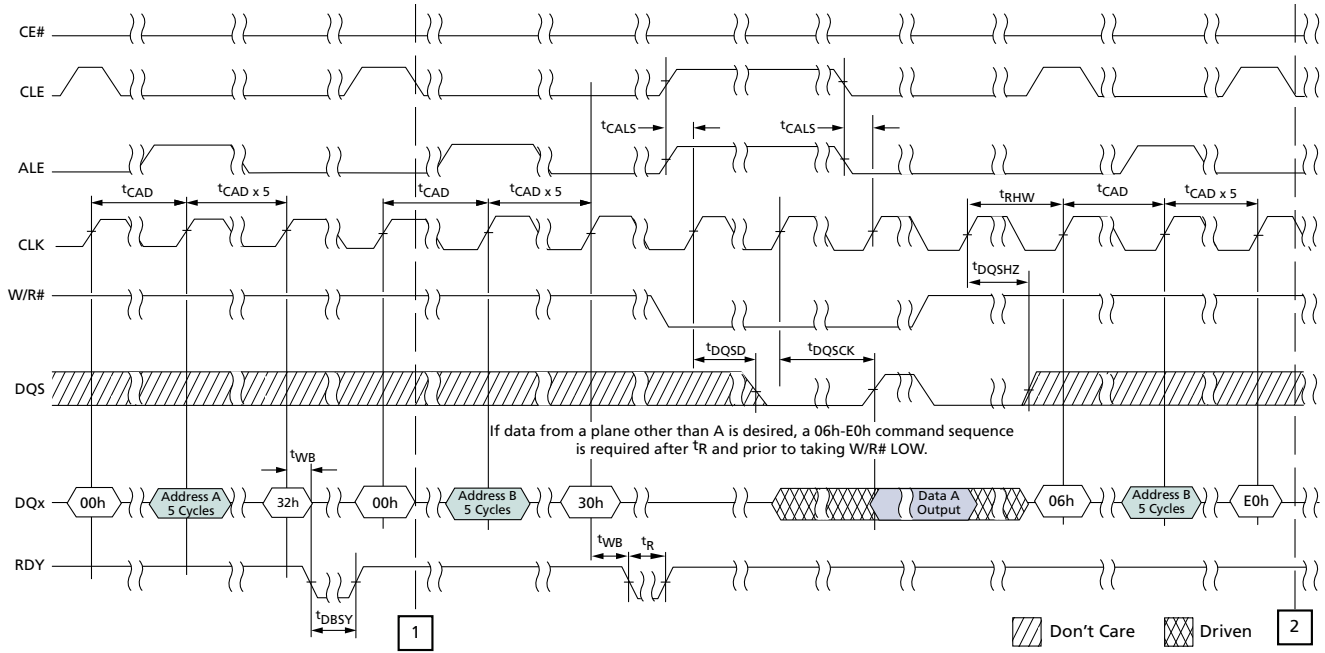 CE#
CLE
tCALS
tCALS
ALE
tCAD
tCAD x 5
tCAD
tCAD x 5
tRHW
tCAD
tCAD x 5
CLK
tDQSHZ
W/R#
tDQSD
tDQSCK
DQS
If data from a plane other than A is desired, a 06h-E0h command sequence
is required after tR and prior to taking W/R# LOW.
tWB
DQx
00h
Address A
5 Cycles
32h
00h
Address B
5 Cycles
30h
Data A
Output
06h
Address B
5 Cycles
E0h
tWB
tR
RDY
tDBSY
1
Don't Care
Driven
2